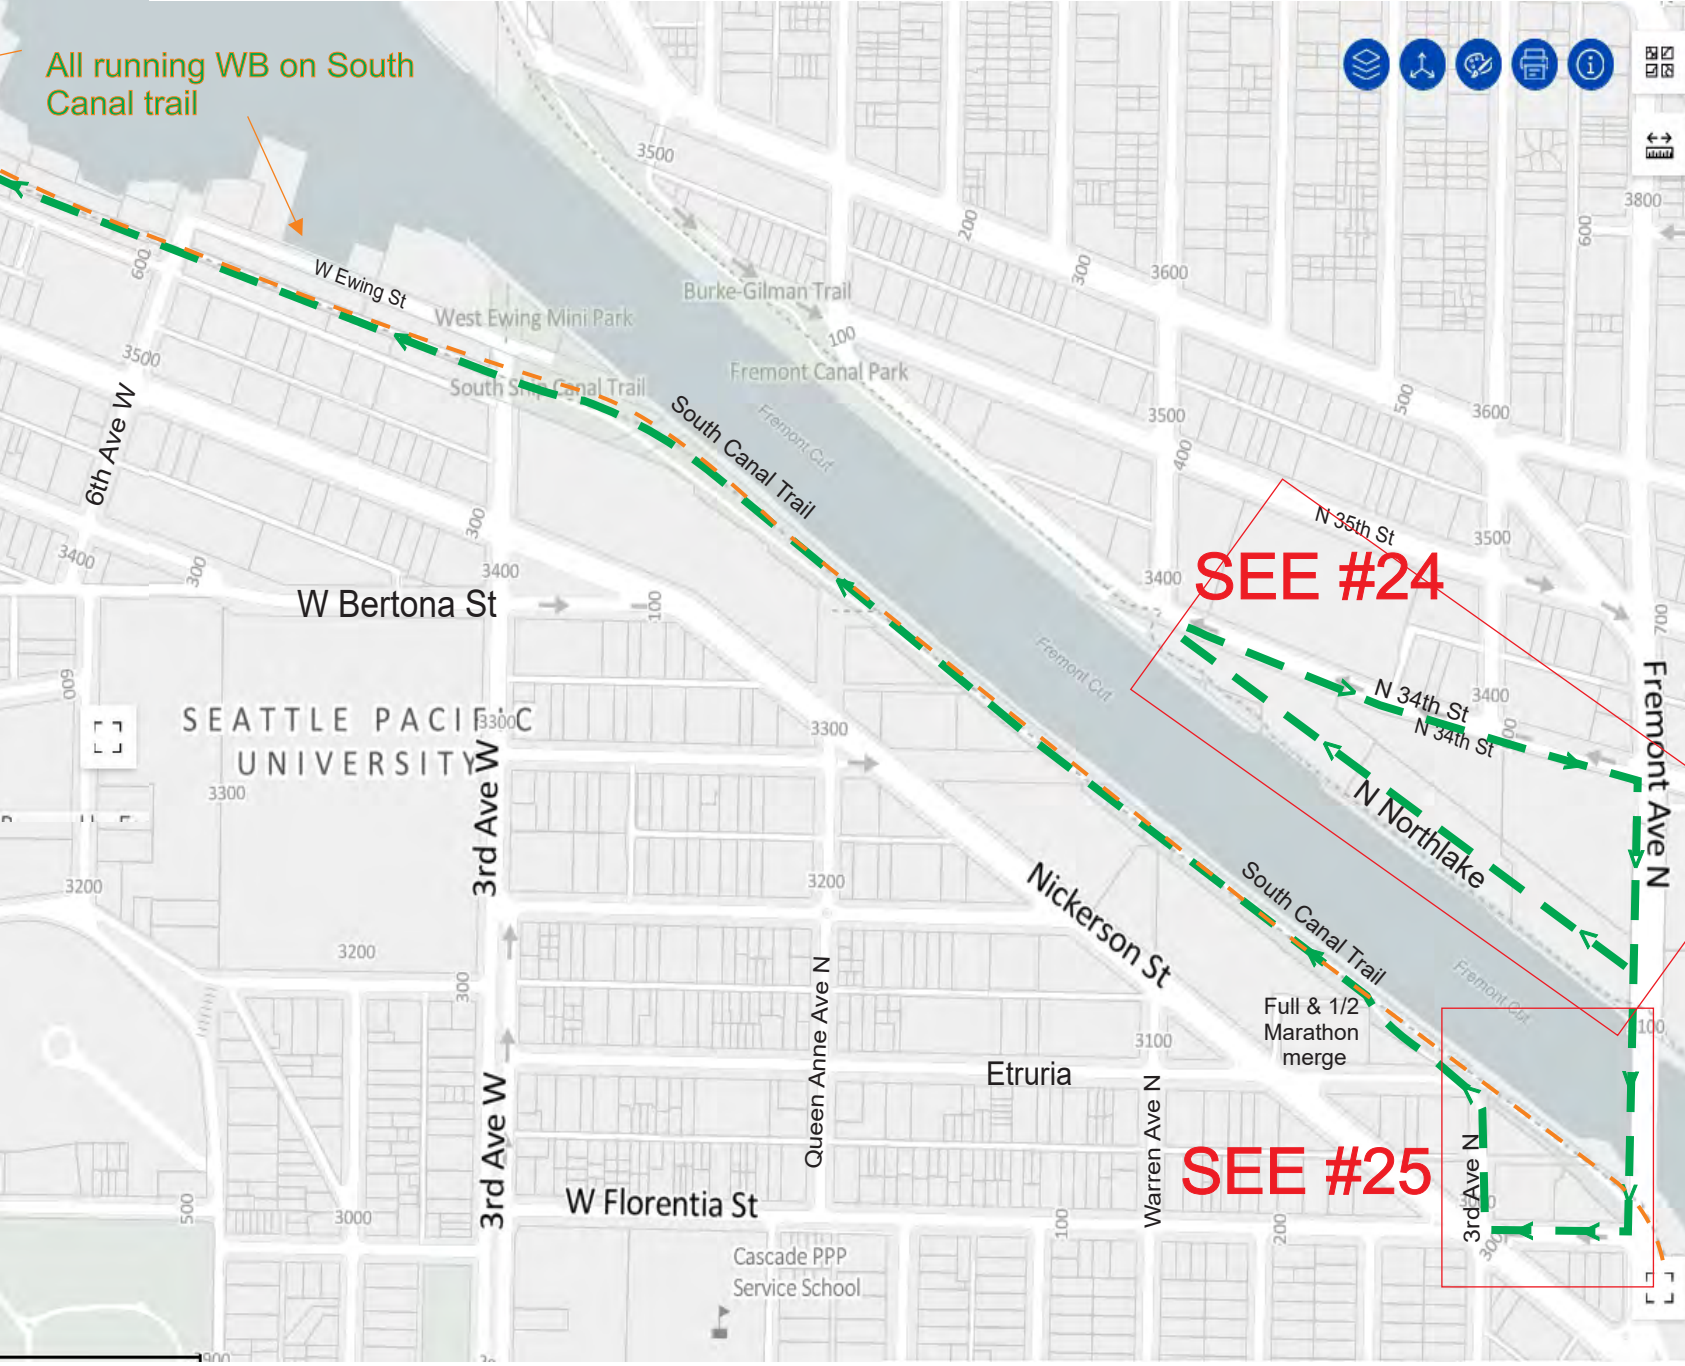 All running WB on South
Canal trail
3500
3800
200
600
300
3600
600
W Ewing St
West Ewing Mini Park
Burke-Gilman Trail
100
3500
Fremont Canal Park
South Ship Canal Trail
6th Ave W
South Canal Trail
Fremont Cut
3500
400
500
3600
N 35th St
3500
300
3400
300
3400
W Bertona St
100
3400
SEE #24
700
Fremont Cut
600
SEATTLE PACIFIC
UNIVERSITY
3300
3300
3300
N 34th St
N 34th St
3400
Fremont Ave N
3rd Ave W
N Northlake
3200
3200
3200
300
Nickerson St
South Canal Trail
Fremont Cut
Full & 1/2
Marathon
merge
100
3100
Queen Anne Ave N
Etruria
Warren Ave N
3rd Ave W
SEE #25
3rd Ave N
500
3000
W Florentia St
100
200
300
Cascade PPP
Service School